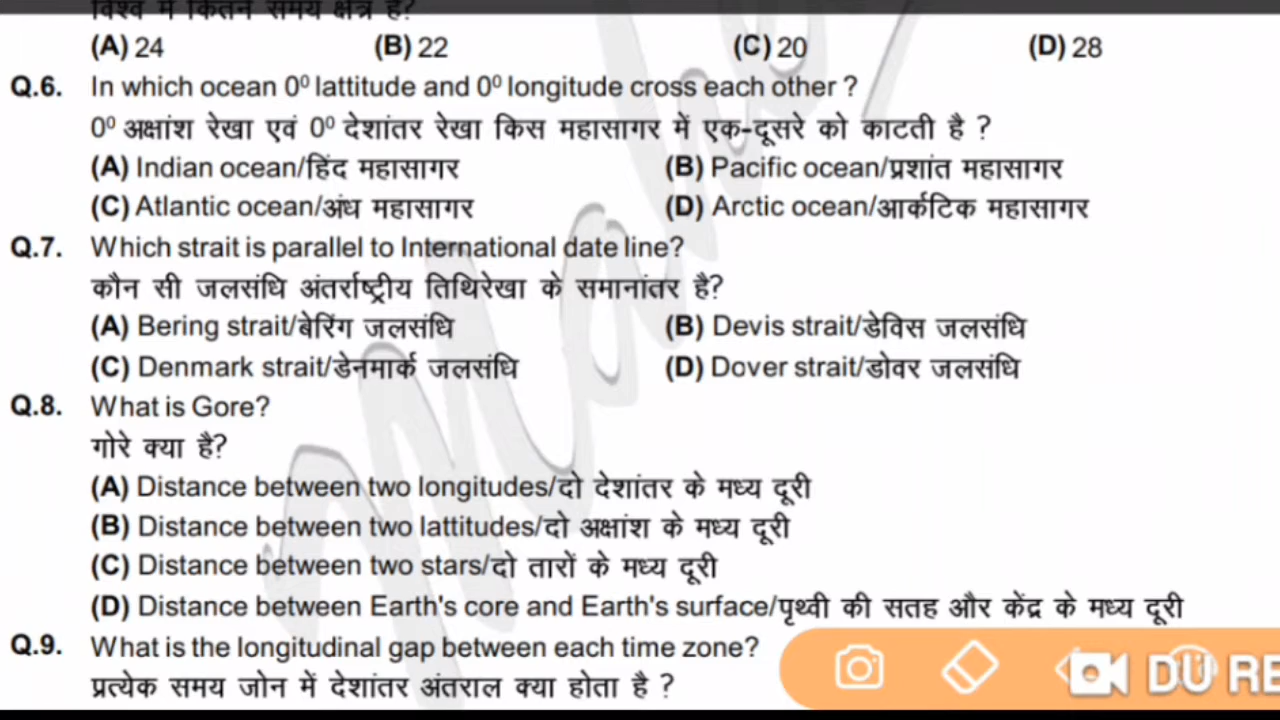 विश्व में कितने समय क्षेत्र है?
(A) 24 (B) 22 (C) 20 (D) 28
Q.6. In which ocean 0⁰ lattitude and 0⁰ longitude cross each other ?
0⁰ अक्षांश रेखा एवं 0⁰ देशांतर रेखा किस महासागर में एक-दूसरे को काटती है ?
(A) Indian ocean/हिंद महासागर (B) Pacific ocean/प्रशांत महासागर
(C) Atlantic ocean/अंध महासागर (D) Arctic ocean/आर्कटिक महासागर
Q.7. Which strait is parallel to International date line?
कौन सी जलसंधि अंतर्राष्ट्रीय तिथिरेखा के समानांतर है?
(A) Bering strait/बेरिंग जलसंधि (B) Devis strait/डेविस जलसंधि
(C) Denmark strait/डेनमार्क जलसंधि (D) Dover strait/डोवर जलसंधि
Q.8. What is Gore?
गोरे क्या है?
(A) Distance between two longitudes/दो देशांतर के मध्य दूरी
(B) Distance between two lattitudes/दो अक्षांश के मध्य दूरी
(C) Distance between two stars/दो तारों के मध्य दूरी
(D) Distance between Earth's core and Earth's surface/पृथ्वी की सतह और केंद्र के मध्य दूरी
Q.9. What is the longitudinal gap between each time zone?
प्रत्येक समय जोन में देशांतर अंतराल क्या होता है ?
DU RE